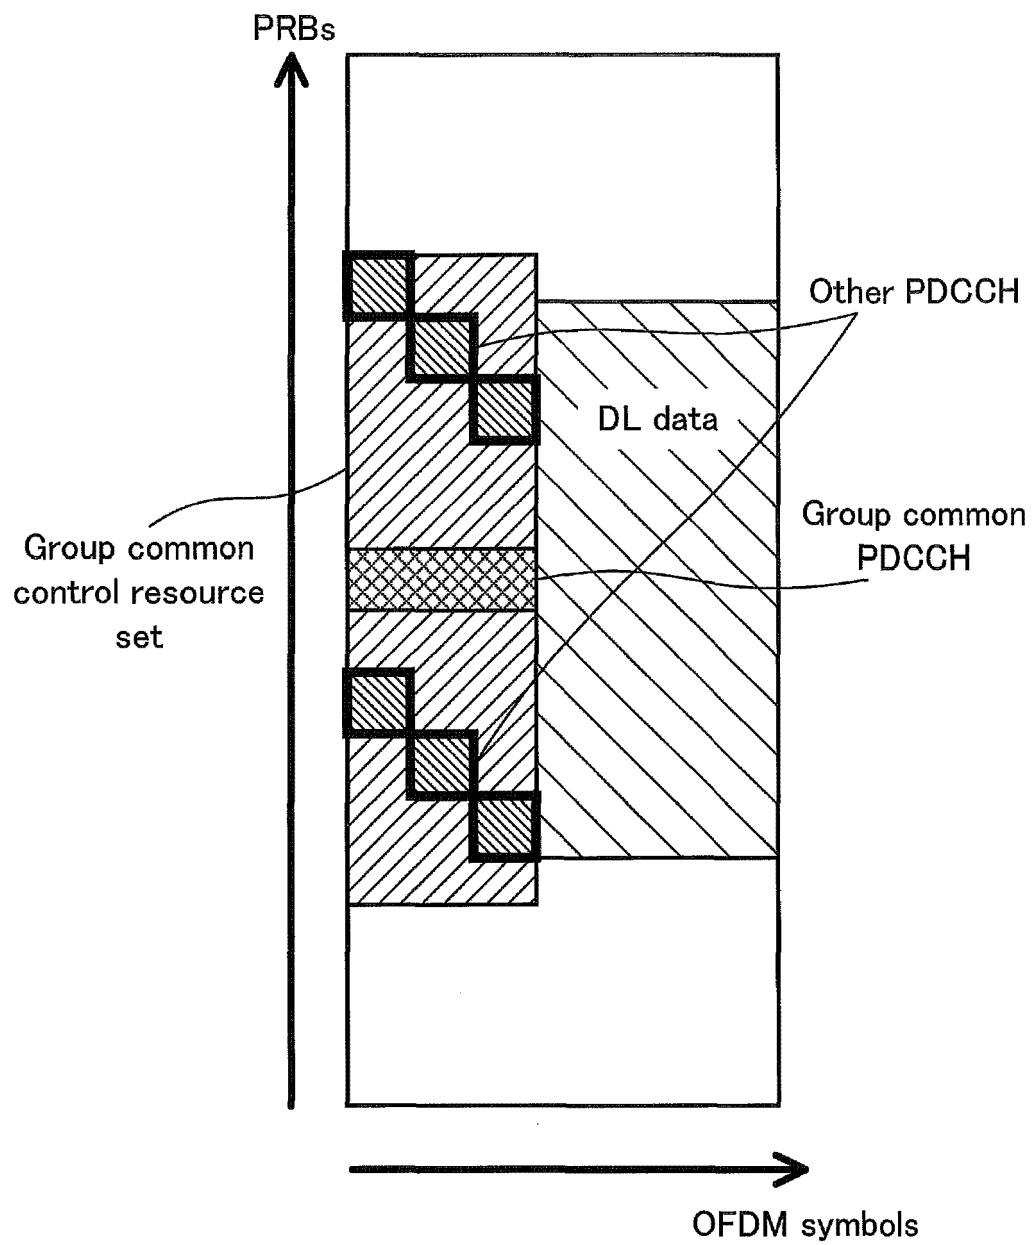 PRBs
Other PDCCH
DL data
Group common
PDCCH
Group common
control resource
set
OFDM symbols